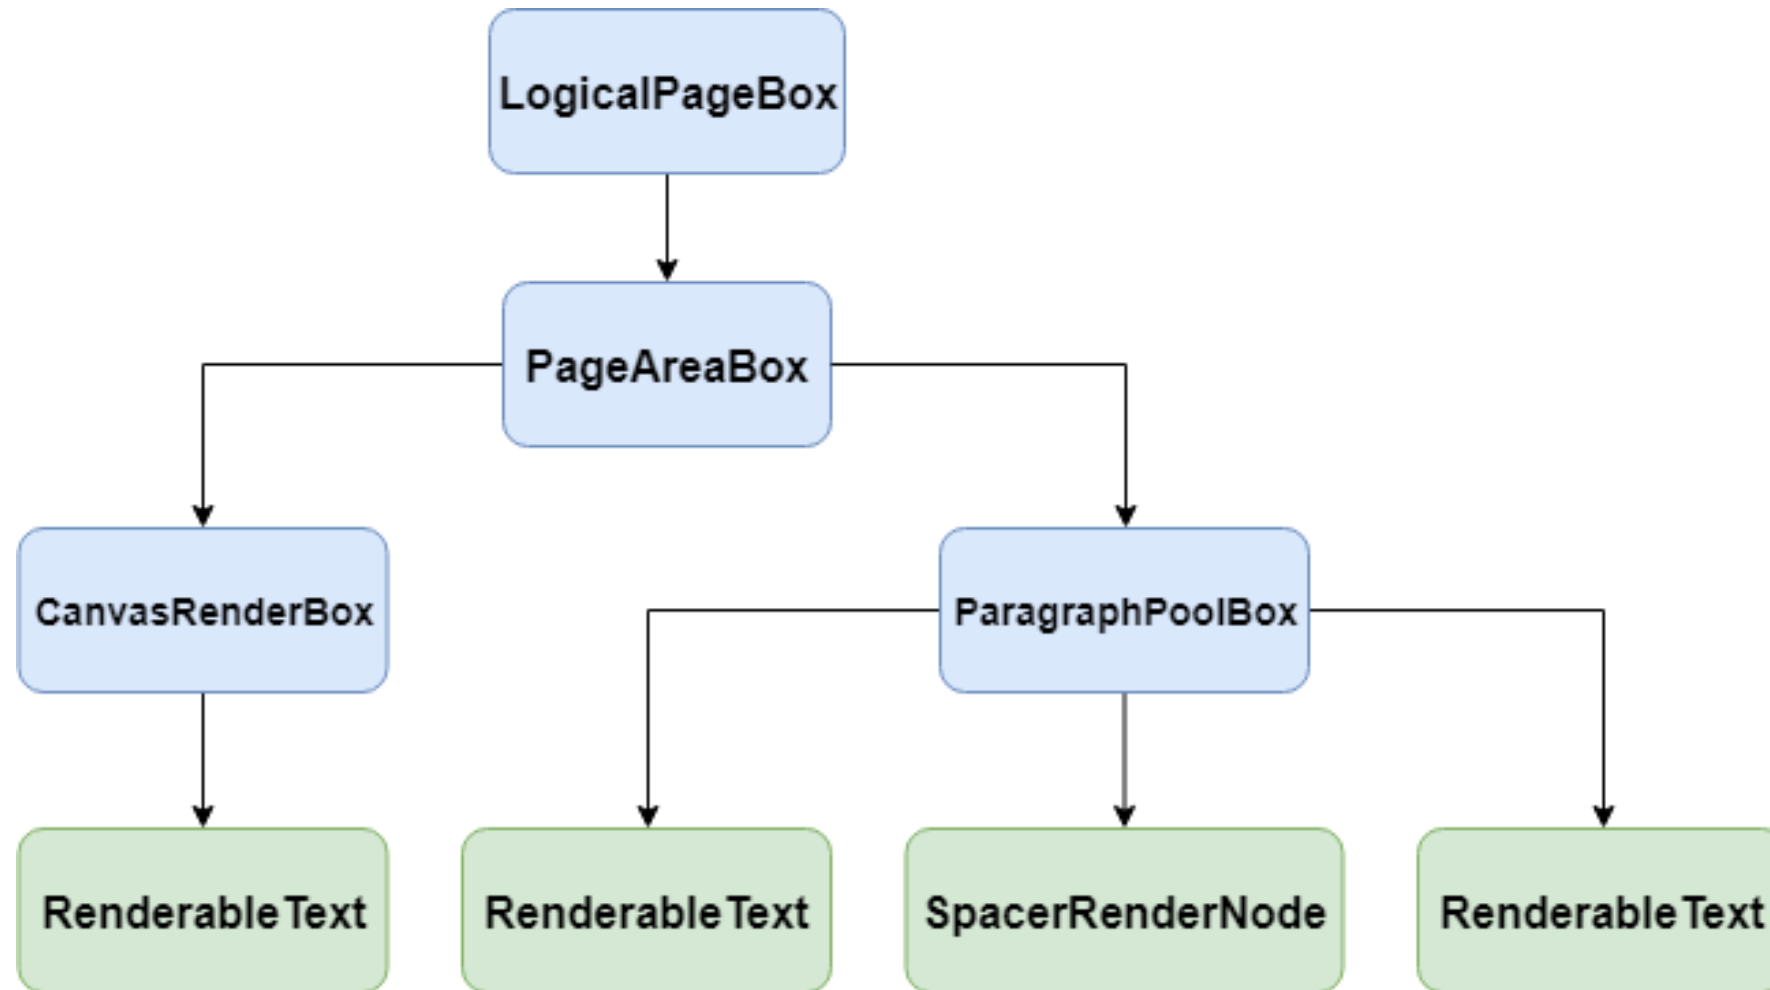 LogicalPageBox
PageAreaBox
CanvasRenderBox
ParagraphPoolBox
RenderableText
RenderableText
SpacerRenderNode
RenderableText